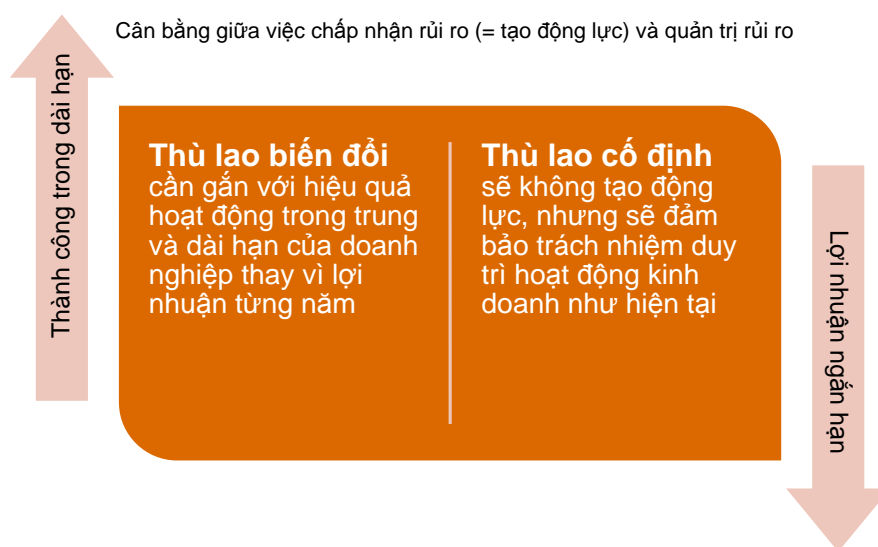 Cân bằng giữa việc chấp nhận rủi ro (= tạo động lực) và quản trị rủi ro
Thành công trong dài hạn
Thù lao biến đổi
cần gắn với hiệu quả
hoạt động trong trung
và dài hạn của doanh
nghiệp thay vì lợi
nhuận từng năm
Thù lao cố định
sẽ không tạo động
lực, nhưng sẽ đảm
bảo trách nhiệm duy
trì hoạt động kinh
doanh như hiện tại
Lợi nhuận ngắn hạn